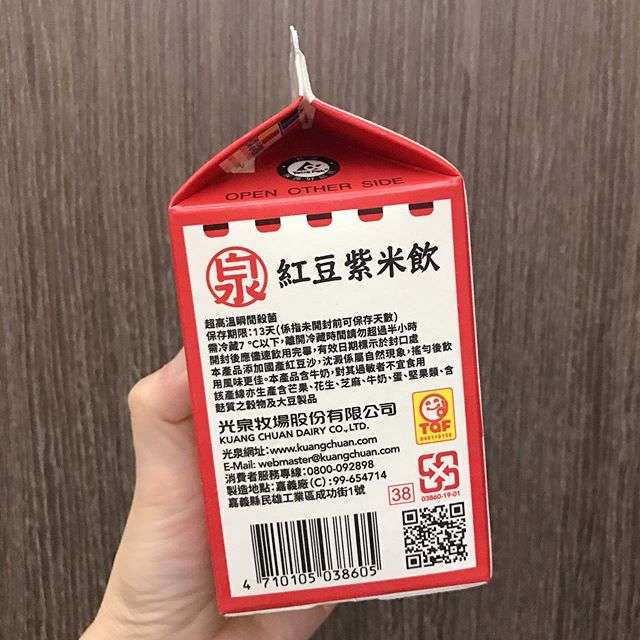 Tetra Pak
OPEN OTHER SIDE
泉
紅豆紫米飲
超高溫瞬間殺菌
保存期限：13天(係指未開封前可保存天數)
需冷藏7 °C以下，離開冷藏時間請勿超過半小時
開封後應儘速飲用完畢，有效日期標示於封口處
本產品添加國產紅豆沙，沈澱係屬自然現象，搖勻後飲
用風味更佳。本產品含牛奶，對其過敏者不宜食用
該產線亦生產含芒果、花生、芝麻、牛奶、蛋、堅果類、含
麩質之穀物及大豆製品
光泉牧場股份有限公司
KUANG CHUAN DAIRY CO., LTD.
光泉網址：www.kuangchuan.com
E-Mail: webmaster@kuangchuan.com
消費者服務專線：0800-092898
製造地點：嘉義廠(C)：99-654714
嘉義縣民雄工業區成功街1號
TQF
38
03860-19-01
4 710105 038605